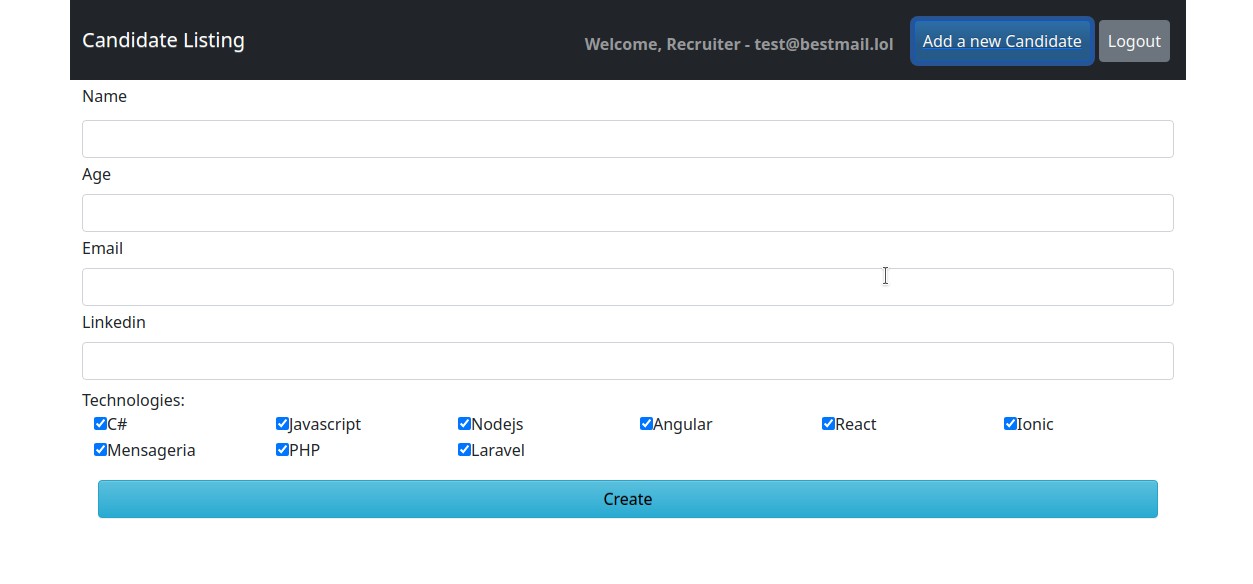 Candidate Listing Welcome, Recruiter - test@bestmail.lol Add a new Candidate Logout
Name
Age
Email
Linkedin
Technologies:
C# Javascript Nodejs Angular React Ionic
Mensageria PHP Laravel
Create